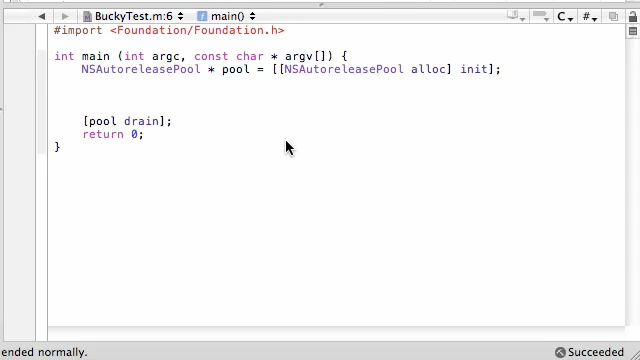 BuckyTest.m:6 main() C #
#import <Foundation/Foundation.h>
int main (int argc, const char * argv[]) {
NSAutoreleasePool * pool = [[NSAutoreleasePool alloc] init];
[pool drain];
return 0;
}
ended normally. Succeeded